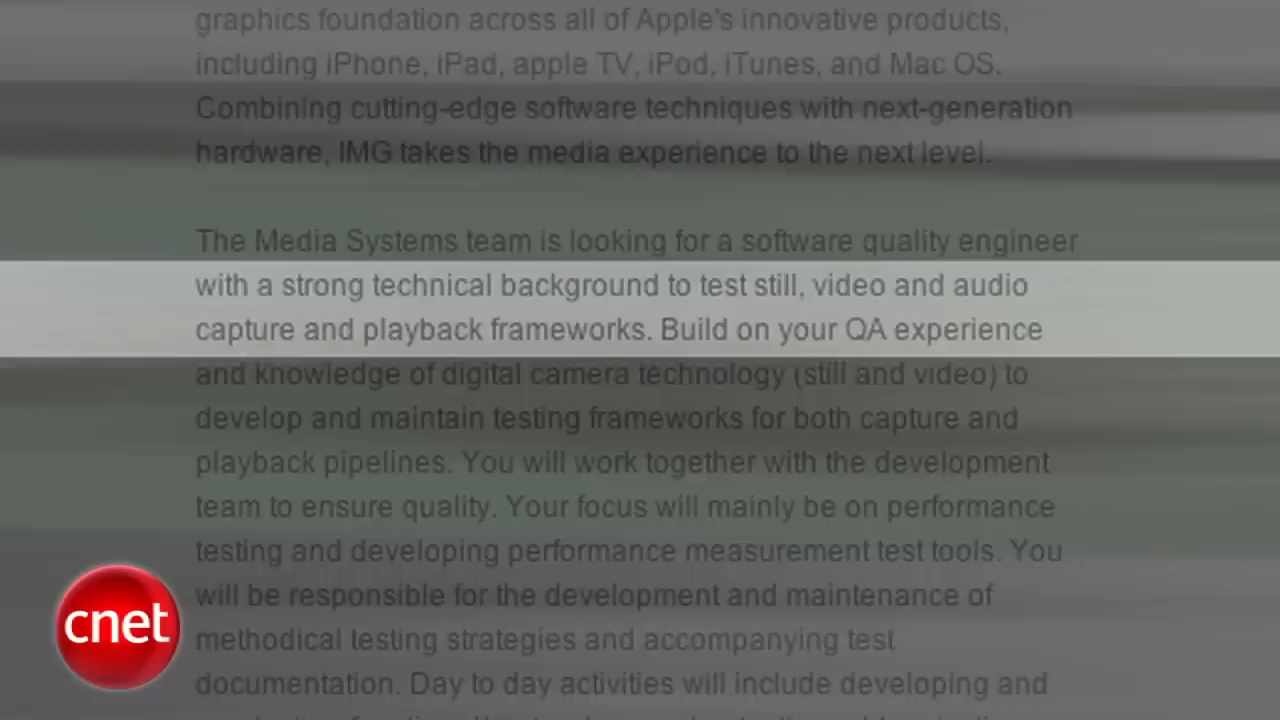 graphics foundation across all of Apple's innovative products,
including iPhone, iPad, apple TV, iPod, iTunes, and Mac OS.
Combining cutting-edge software techniques with next-generation
hardware, IMG takes the media experience to the next level.
The Media Systems team is looking for a software quality engineer
with a strong technical background to test still, video and audio
capture and playback frameworks. Build on your QA experience
and knowledge of digital camera technology (still and video) to
develop and maintain testing frameworks for both capture and
playback pipelines. You will work together with the development
team to ensure quality. Your focus will mainly be on performance
testing and developing performance measurement test tools. You
will be responsible for the development and maintenance of
methodical testing strategies and accompanying test
documentation. Day to day activities will include developing and
cnet